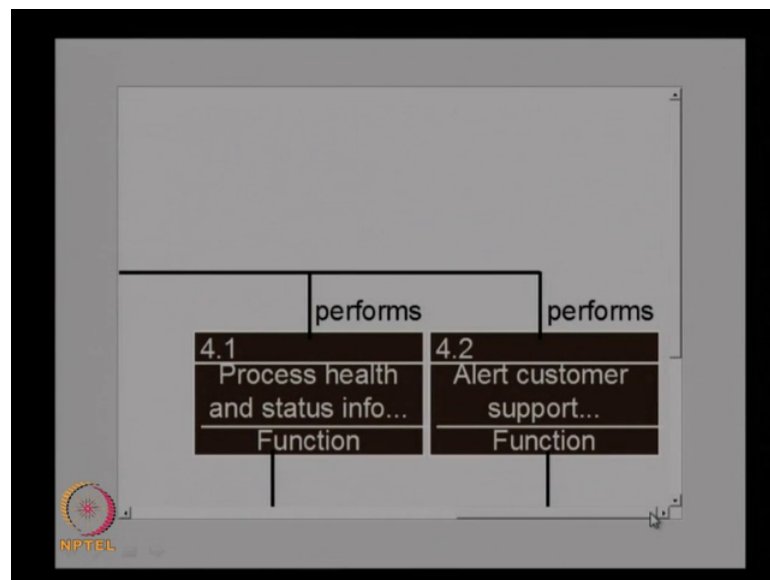 performs
performs
4.1
Process health
and status info...
Function
4.2
Alert customer
support...
Function
NPTEL